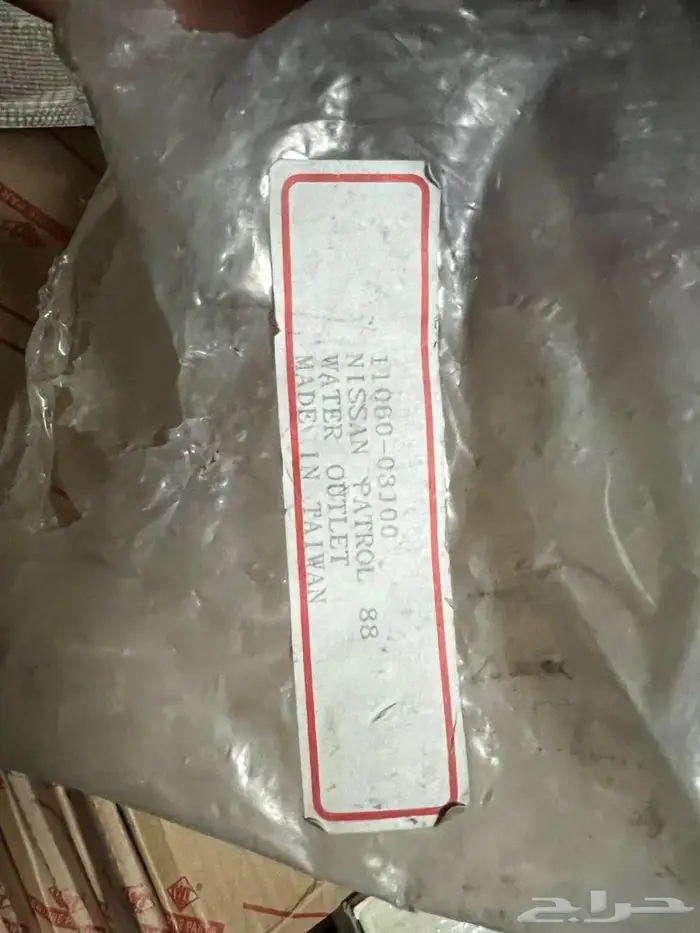 11060-03J00
NISSAN PATROL 88
WATER OUTLET
MADE IN TAIWAN
حراج